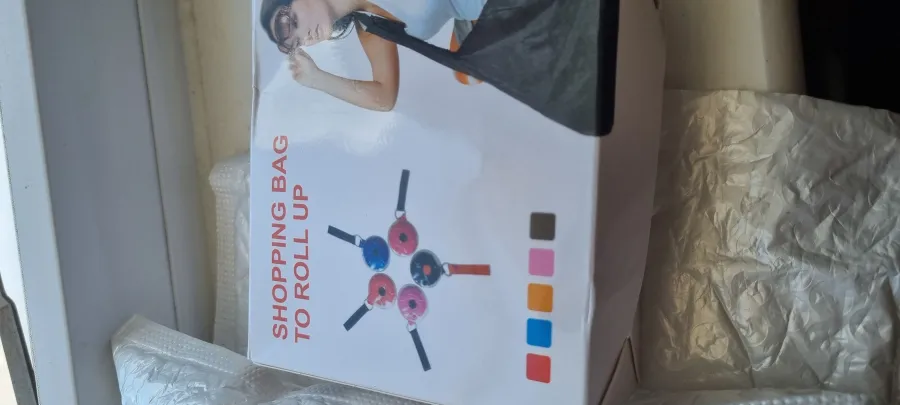 SHOPPING BAG
TO ROLL UP